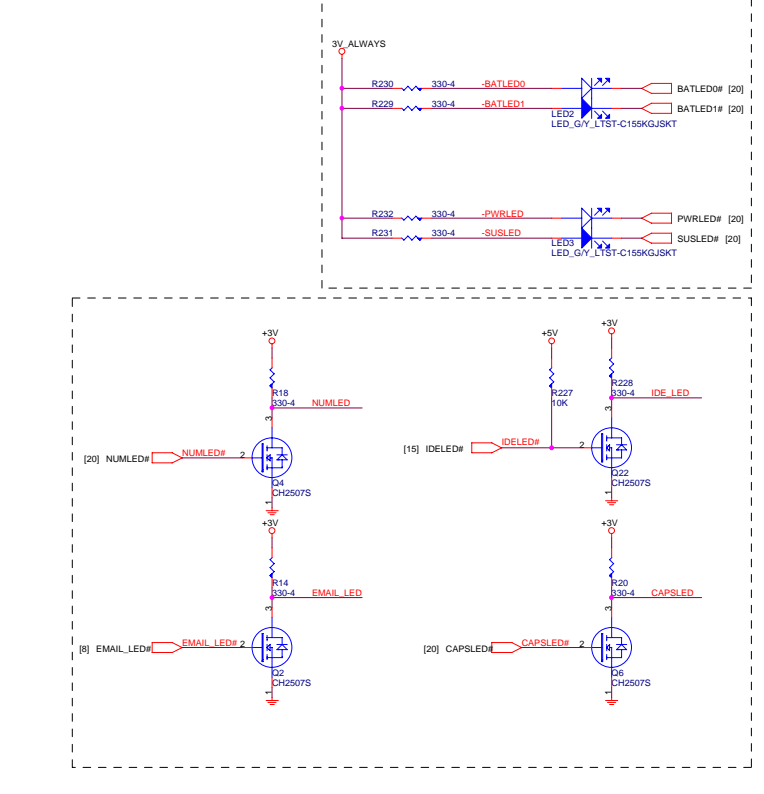 3V_ALWAYS
R230 330-4 -BATLED0 BATLED0# [20]
R229 330-4 -BATLED1 BATLED1# [20]
LED2
LED_G/Y_LTST-C155KGJSKT
R232 330-4 -PWRLED PWRLED# [20]
R231 330-4 -SUSLED SUSLED# [20]
LED3
LED_G/Y_LTST-C155KGJSKT
+3V
R18
330-4 NUMLED
3
[20] NUMLED# NUMLED# 2
Q4
CH2507S
1
+5V
R227
10K
+3V
R228
330-4 IDE_LED
3
[15] IDELED# IDELED# 2
Q22
CH2507S
1
+3V
R14
330-4 EMAIL_LED
3
[8] EMAIL_LED# EMAIL_LED# 2
Q2
CH2507S
1
+3V
R20
330-4 CAPSLED
3
[20] CAPSLED# CAPSLED# 2
Q6
CH2507S
1